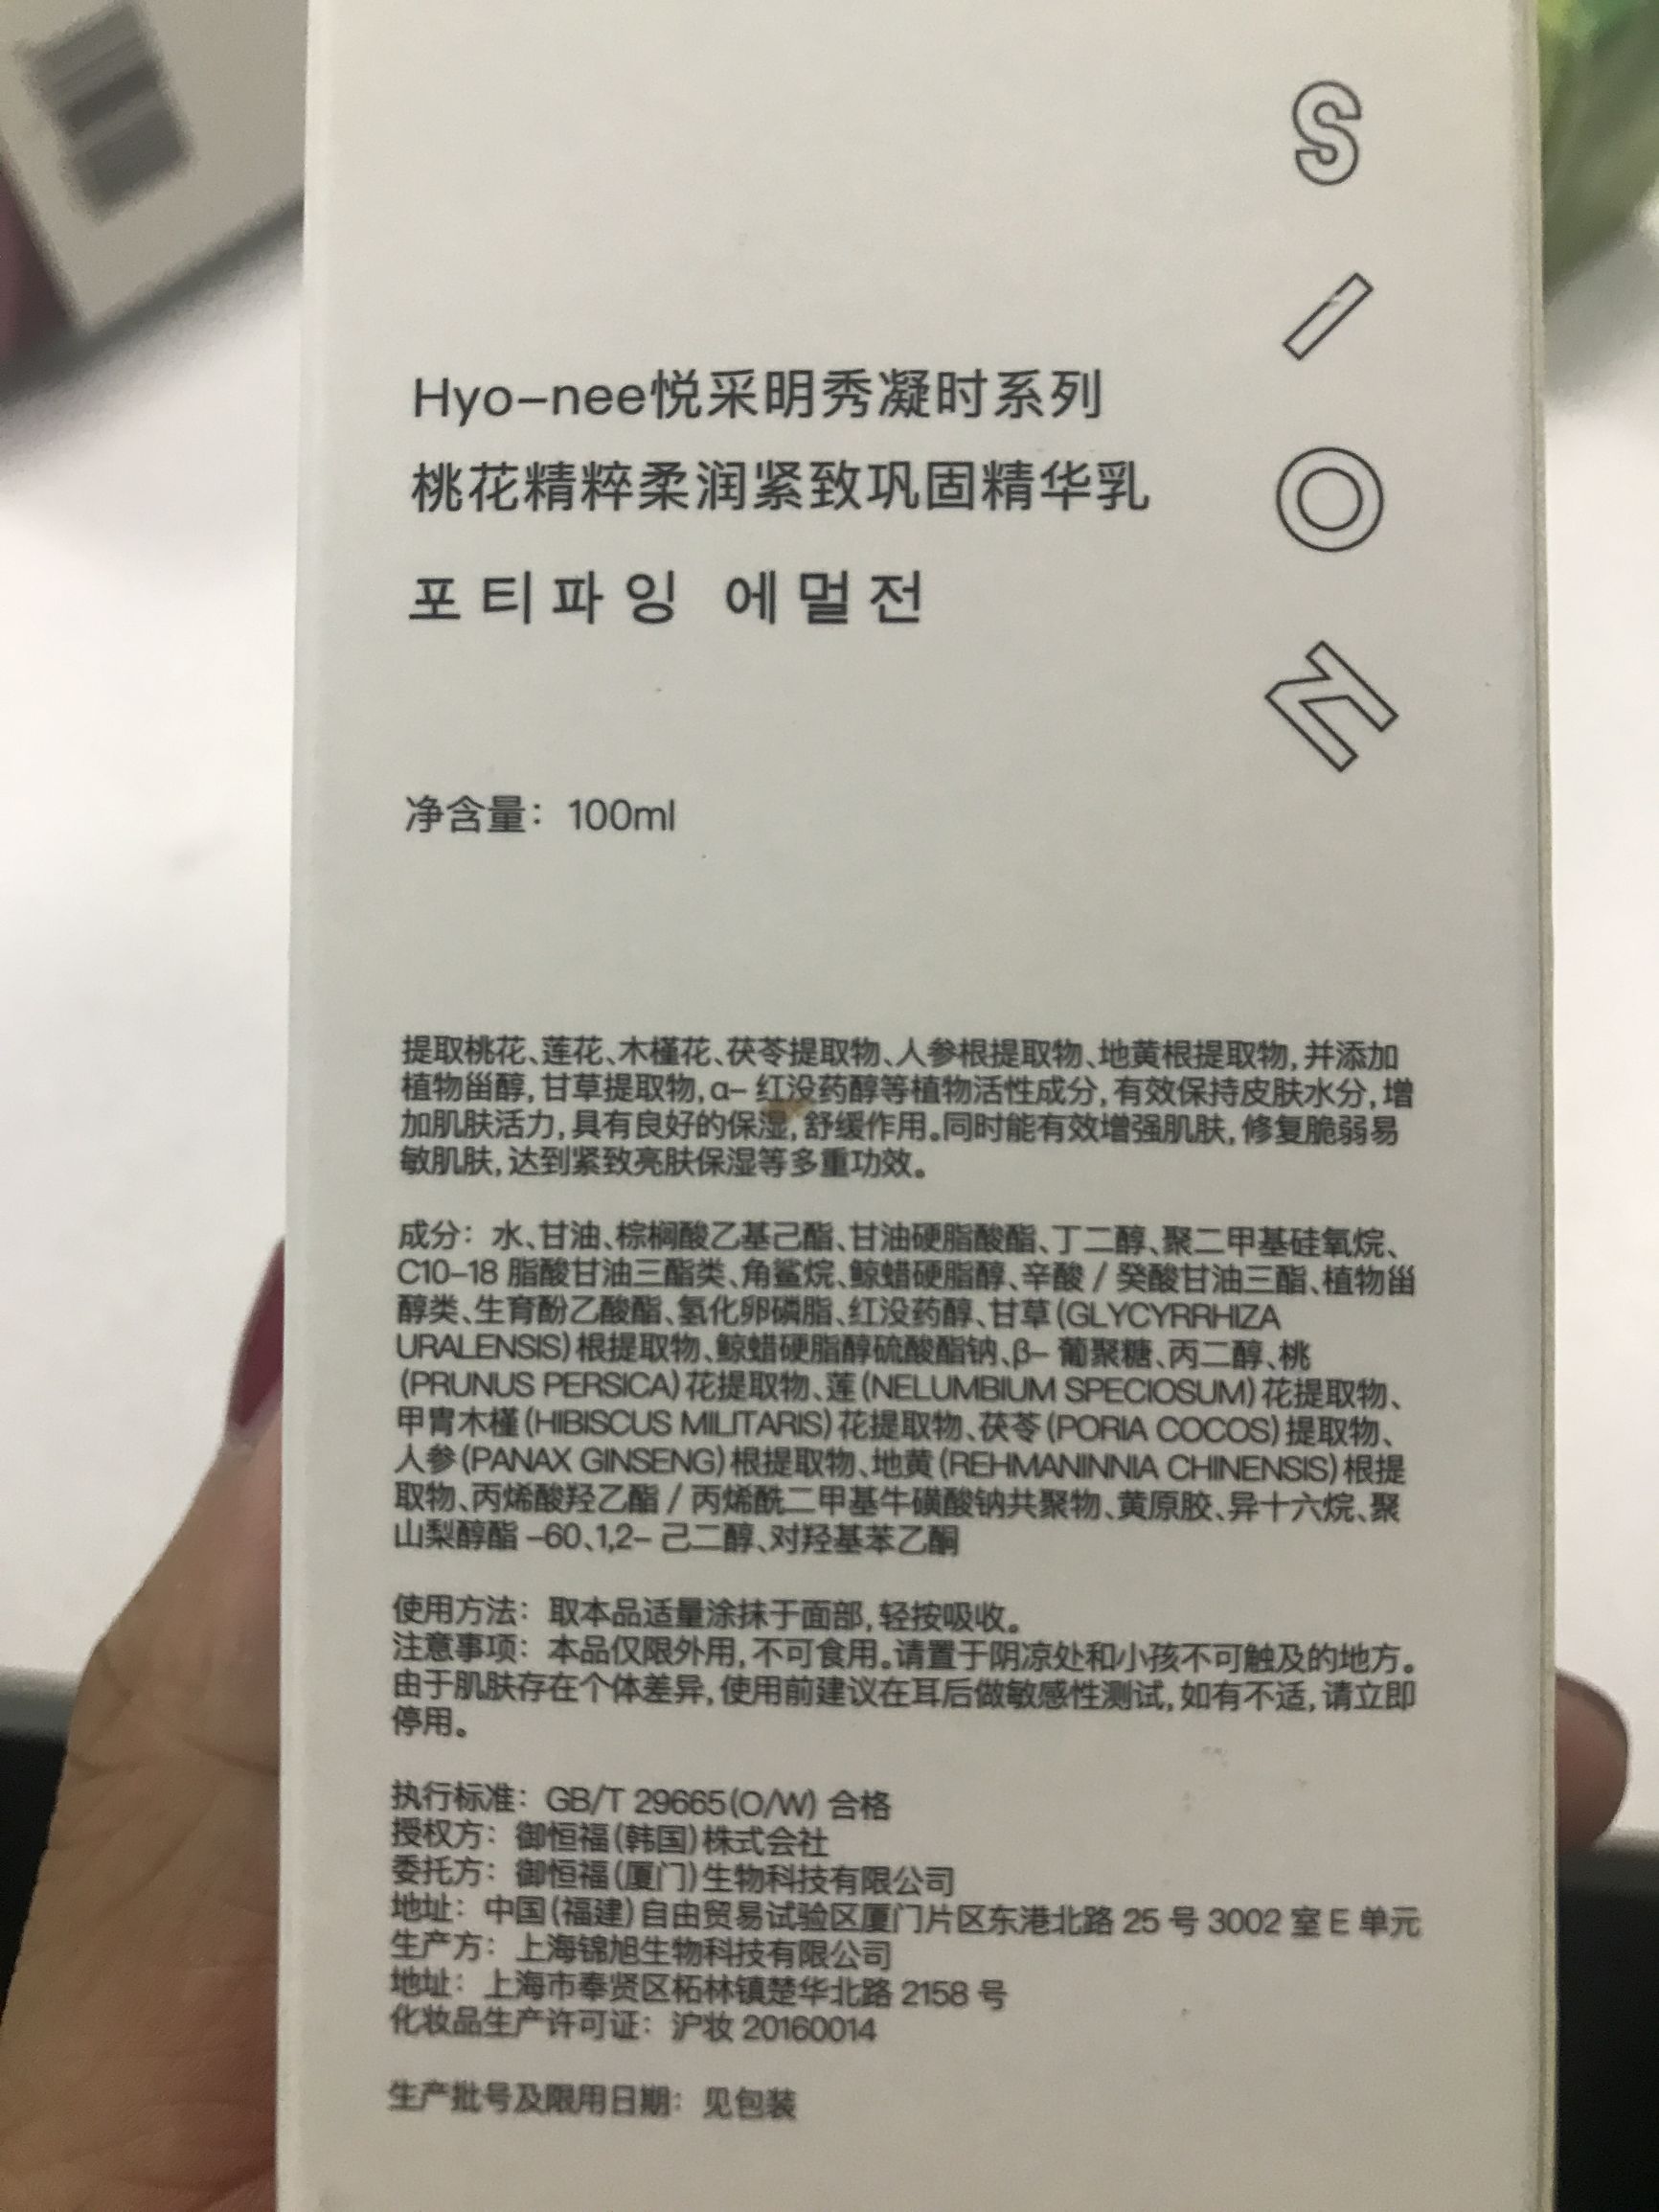 S
I
O
N
Hyo-nee悦采明秀凝时系列
桃花精粹柔润紧致巩固精华乳
포티파잉 에멀전
净含量：100ml
提取桃花、莲花、木槿花、茯苓提取物、人参根提取物、地黄根提取物，并添加
植物甾醇，甘草提取物，α- 红没药醇等植物活性成分，有效保持皮肤水分，增
加肌肤活力，具有良好的保湿，舒缓作用。同时能有效增强肌肤，修复脆弱易
敏肌肤，达到紧致亮肤保湿等多重功效。
成分：水、甘油、棕榈酸乙基己酯、甘油硬脂酸酯、丁二醇、聚二甲基硅氧烷、
C10-18 脂酸甘油三酯类、角鲨烷、鲸蜡硬脂醇、辛酸 / 癸酸甘油三酯、植物甾
醇类、生育酚乙酸酯、氢化卵磷脂、红没药醇、甘草(GLYCYRRHIZA
URALENSIS)根提取物、鲸蜡硬脂醇硫酸酯钠、β- 葡聚糖、丙二醇、桃
(PRUNUS PERSICA)花提取物、莲(NELUMBIUM SPECIOSUM)花提取物、
甲胄木槿(HIBISCUS MILITARIS)花提取物、茯苓(PORIA COCOS)提取物、
人参(PANAX GINSENG)根提取物、地黄(REHMANINNIA CHINENSIS)根提
取物、丙烯酸羟乙酯 / 丙烯酰二甲基牛磺酸钠共聚物、黄原胶、异十六烷、聚
山梨醇酯 -60、1,2- 己二醇、对羟基苯乙酮
使用方法：取本品适量涂抹于面部，轻按吸收。
注意事项：本品仅限外用，不可食用。请置于阴凉处和小孩不可触及的地方。
由于肌肤存在个体差异，使用前建议在耳后做敏感性测试，如有不适，请立即
停用。
执行标准：GB/T 29665(O/W) 合格
授权方：御恒福(韩国)株式会社
委托方：御恒福(厦门)生物科技有限公司
地址：中国(福建)自由贸易试验区厦门片区东港北路 25 号 3002 室 E 单元
生产方：上海锦旭生物科技有限公司
地址：上海市奉贤区柘林镇楚华北路 2158 号
化妆品生产许可证：沪妆 20160014
生产批号及限用日期：见包装